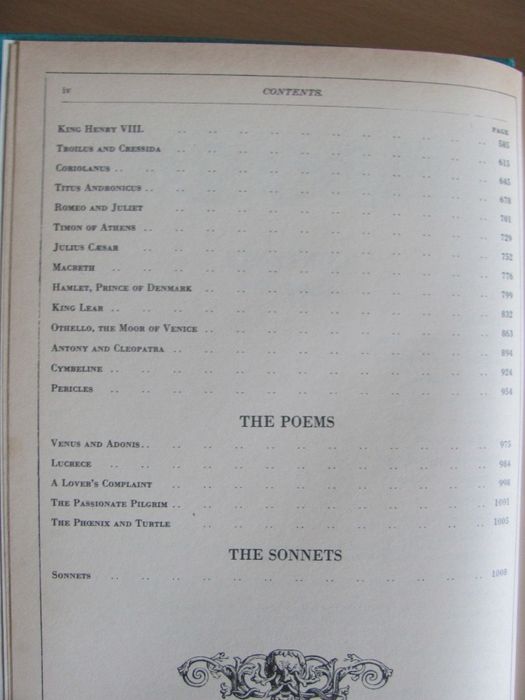 iv CONTENTS.
PAGE
KING HENRY VIII. .. .. .. .. .. .. .. .. .. .. 585
TROILUS AND CRESSIDA .. .. .. .. .. .. .. .. .. .. 615
CORIOLANUS .. .. .. .. .. .. .. .. .. .. .. 645
TITUS ANDRONICUS .. .. .. .. .. .. .. .. .. .. .. 678
ROMEO AND JULIET .. .. .. .. .. .. .. .. .. .. 701
TIMON OF ATHENS .. .. .. .. .. .. .. .. .. .. .. 729
JULIUS CÆSAR .. .. .. .. .. .. .. .. .. .. 752
MACBETH .. .. .. .. .. .. .. .. .. .. .. 776
HAMLET, PRINCE OF DENMARK .. .. .. .. .. .. .. .. .. 799
KING LEAR .. .. .. .. .. .. .. .. .. .. .. 832
OTHELLO, THE MOOR OF VENICE .. .. .. .. .. .. .. .. .. 863
ANTONY AND CLEOPATRA .. .. .. .. .. .. .. .. .. .. 894
CYMBELINE .. .. .. .. .. .. .. .. .. .. .. 924
PERICLES .. .. .. .. .. .. .. .. .. .. .. 954
THE POEMS
VENUS AND ADONIS .. .. .. .. .. .. .. .. .. .. .. 975
LUCRECE .. .. .. .. .. .. .. .. .. .. .. 984
A LOVER'S COMPLAINT .. .. .. .. .. .. .. .. .. .. 998
THE PASSIONATE PILGRIM .. .. .. .. .. .. .. .. .. .. 1001
THE PHŒNIX AND TURTLE .. .. .. .. .. .. .. .. .. 1005
THE SONNETS
SONNETS .. .. .. .. .. .. .. .. .. .. .. 1008